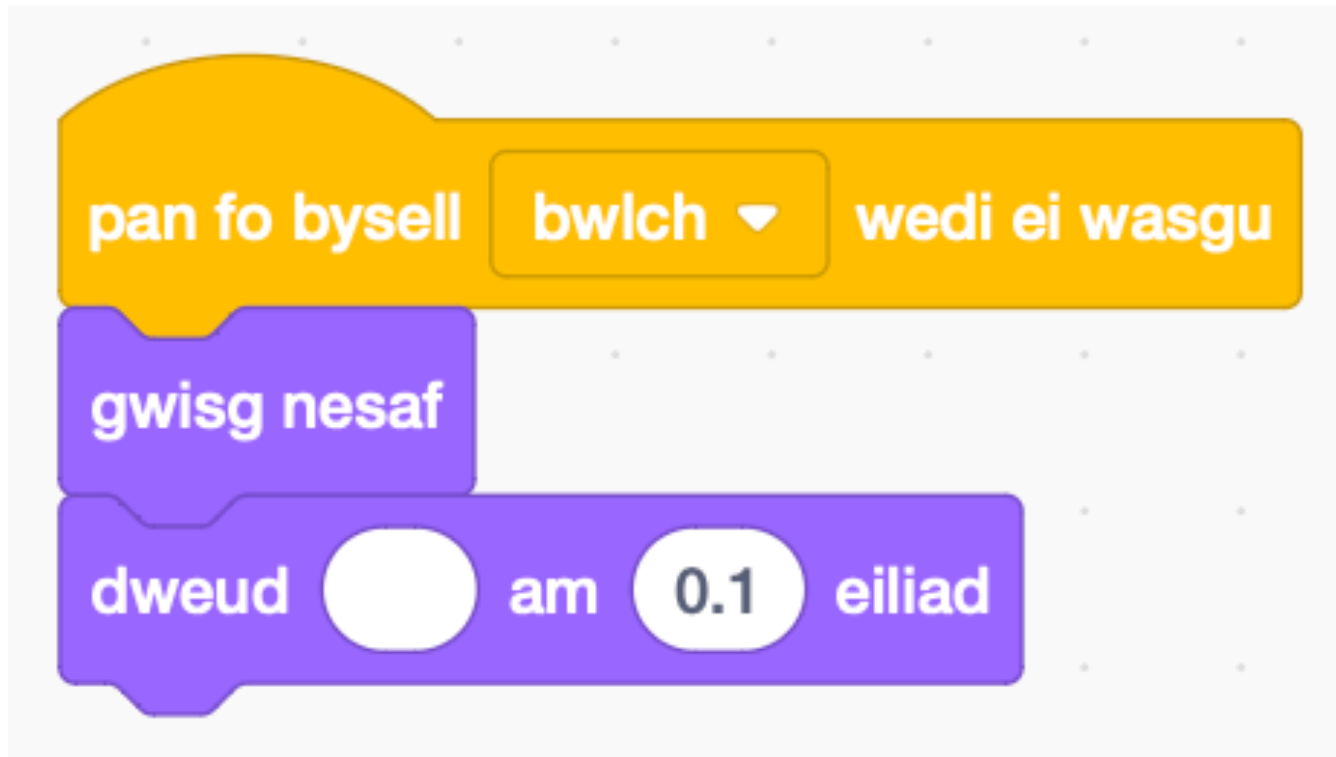 pan fo bysell bwlch wedi ei wasgu
gwisg nesaf
dweud am 0.1 eiliad